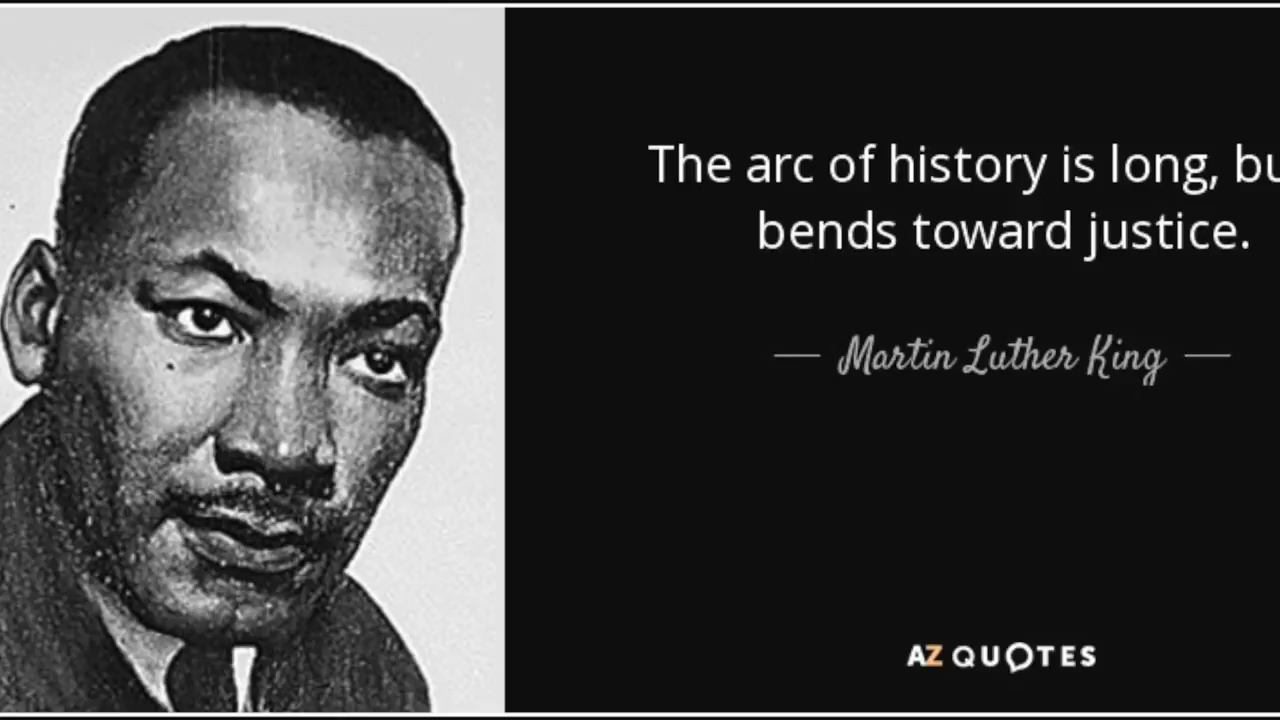 The arc of history is long, bu
bends toward justice.
Martin Luther King
AZ QUOTES